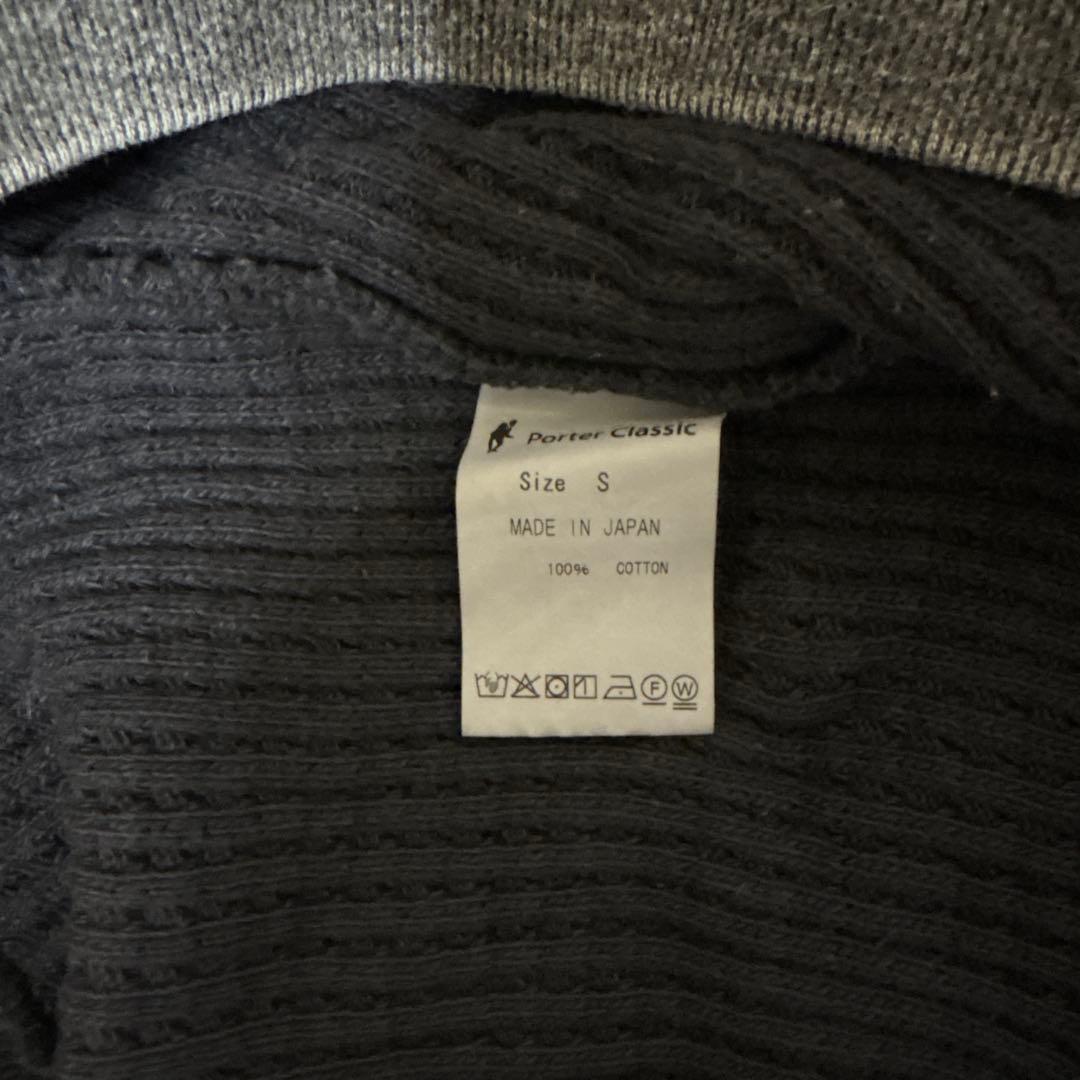 Porter Classic
Size S
MADE IN JAPAN
100% COTTON
F W